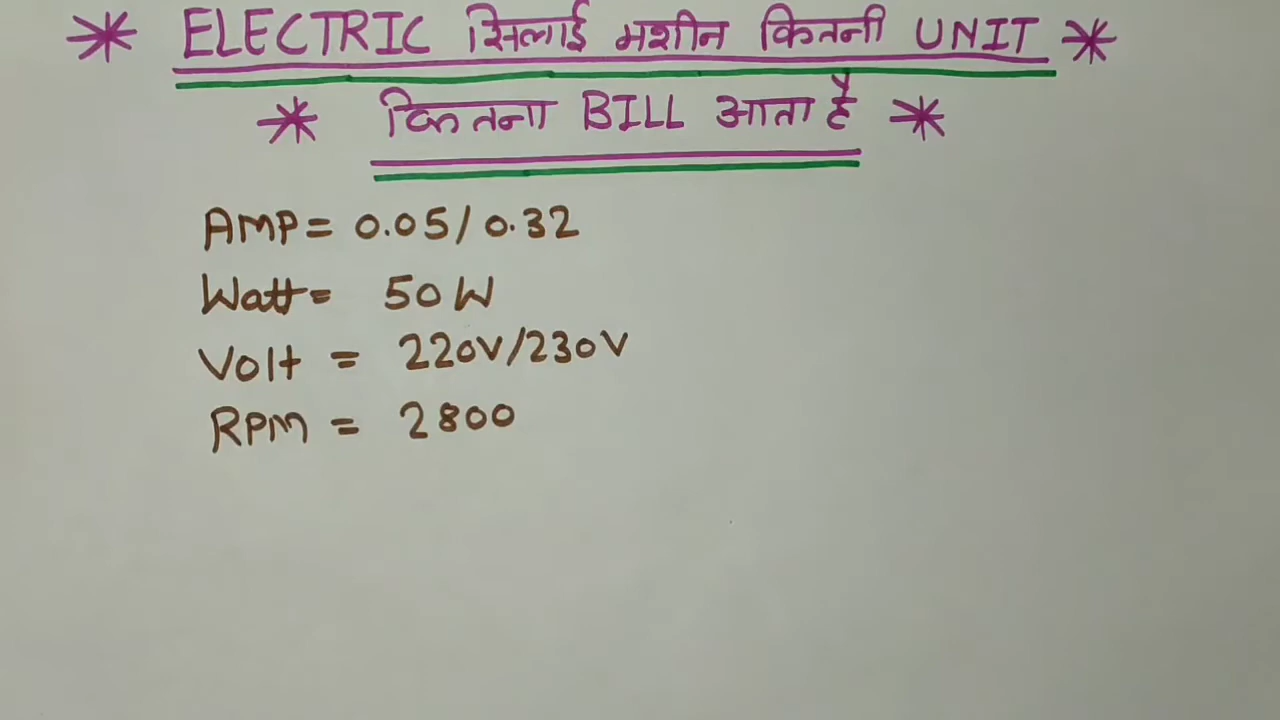 * ELECTRIC सिलाई मशीन कितनी UNIT *
* कितना BILL आता है *
AMP = 0.05/0.32
Watt = 50W
Volt = 220V/230V
RPM = 2800